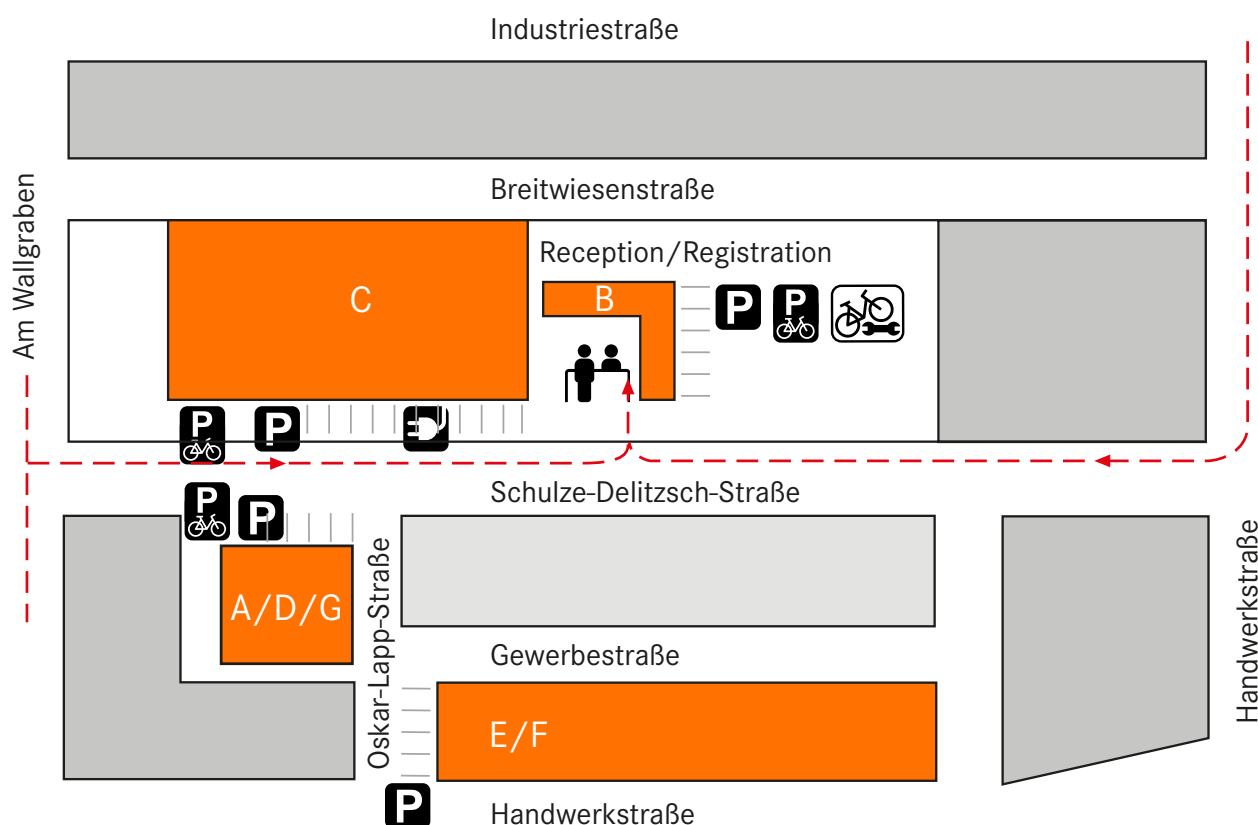 Industriestraße
Breitwiesenstraße
Am Wallgraben
Reception/Registration
C
B
P
P
P
P
Schulze-Delitzsch-Straße
P
P
A/D/G
Oskar-Lapp-Straße
Gewerbestraße
Handwerkstraße
E/F
P
Handwerkstraße